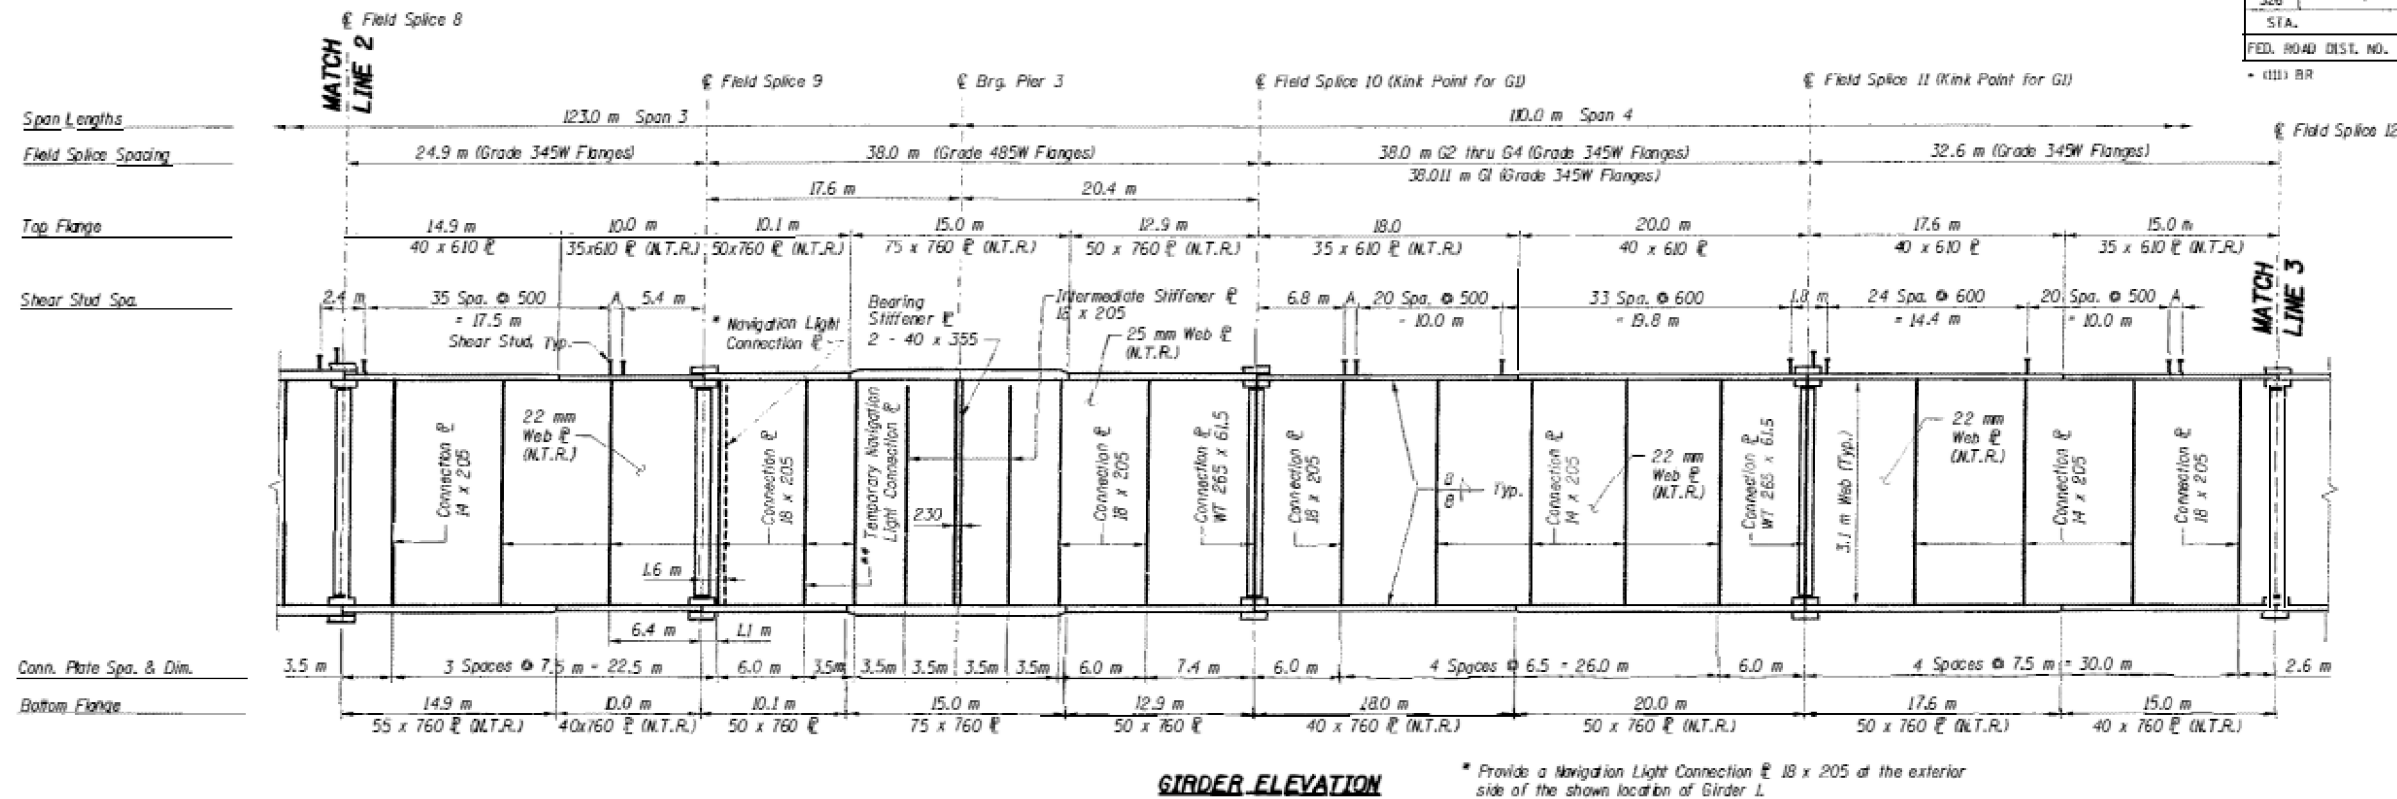 ℄ Field Splice 8
326
STA.
FED. ROAD DIST. NO.
• (111) BR
MATCH
LINE 2
℄ Field Splice 9
℄ Brg. Pier 3
℄ Field Splice 10 (Kink Point for G1)
℄ Field Splice 11 (Kink Point for G1)
℄ Field Splice 12
Span Lengths
123.0 m Span 3
110.0 m Span 4
Field Splice Spacing
24.9 m (Grade 345W Flanges)
38.0 m (Grade 485W Flanges)
38.0 m G2 thru G4 (Grade 345W Flanges)
38.011 m G1 (Grade 345W Flanges)
32.6 m (Grade 345W Flanges)
17.6 m
20.4 m
Top Flange
14.9 m
40 x 610 ℄
10.0 m
35x610 ℄ (N.T.R.)
10.1 m
50x760 ℄ (N.T.R.)
15.0 m
75 x 760 ℄ (N.T.R.)
12.9 m
50 x 760 ℄ (N.T.R.)
18.0
35 x 610 ℄ (N.T.R.)
20.0 m
40 x 610 ℄
17.6 m
40 x 610 ℄
15.0 m
35 x 610 ℄ (N.T.R.)
MATCH
LINE 3
Shear Stud Spa.
2.4 m
35 Spa. @ 500
= 17.5 m
A
5.4 m
6.8 m
A
20 Spa. @ 500
= 10.0 m
33 Spa. @ 600
= 19.8 m
1.8 m
24 Spa. @ 600
= 14.4 m
20 Spa. @ 500
= 10.0 m
A
Shear Stud, Typ.
* Navigation Light
Connection ℄
Bearing
Stiffener ℄
2 - 40 x 355
Intermediate Stiffener ℄
18 x 205
25 mm Web ℄
(N.T.R.)
Connection ℄
14 x 205
22 mm
Web ℄
(N.T.R.)
Connection ℄
18 x 205
** Temporary Navigation
Light Connection ℄
230
Connection ℄
18 x 205
Connection ℄
WT 265 x 61.5
Connection ℄
18 x 205
B
B
Typ.
Connection ℄
14 x 205
22 mm
Web ℄
(N.T.R.)
Connection ℄
WT 265 x 61.5
3.1 m Web (Typ.)
22 mm
Web ℄
(N.T.R.)
Connection ℄
14 x 205
Connection ℄
18 x 205
1.6 m
6.4 m
1.1 m
Conn. Plate Spa. & Dim.
3.5 m
3 Spaces @ 7.5 m = 22.5 m
6.0 m
3.5m
3.5m
3.5m
3.5m
3.5m
6.0 m
7.4 m
6.0 m
4 Spaces @ 6.5 = 26.0 m
6.0 m
4 Spaces @ 7.5 m = 30.0 m
2.6 m
Bottom Flange
14.9 m
55 x 760 ℄ (N.T.R.)
10.0 m
40x760 ℄ (N.T.R.)
10.1 m
50 x 760 ℄
15.0 m
75 x 760 ℄
12.9 m
50 x 760 ℄
18.0 m
40 x 760 ℄ (N.T.R.)
20.0 m
50 x 760 ℄ (N.T.R.)
17.6 m
50 x 760 ℄ (N.T.R.)
15.0 m
40 x 760 ℄ (N.T.R.)
GIRDER ELEVATION
* Provide a Navigation Light Connection ℄ 18 x 205 at the exterior
side of the shown location of Girder 1.